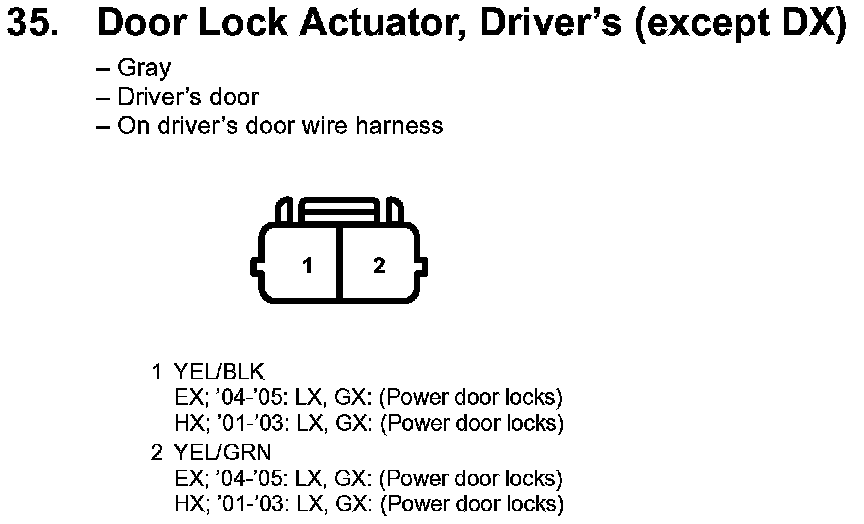 35. Door Lock Actuator, Driver’s (except DX)
– Gray
– Driver’s door
– On driver’s door wire harness
1 2
1 YEL/BLK
EX; ’04-’05: LX, GX: (Power door locks)
HX; ’01-’03: LX, GX: (Power door locks)
2 YEL/GRN
EX; ’04-’05: LX, GX: (Power door locks)
HX; ’01-’03: LX, GX: (Power door locks)